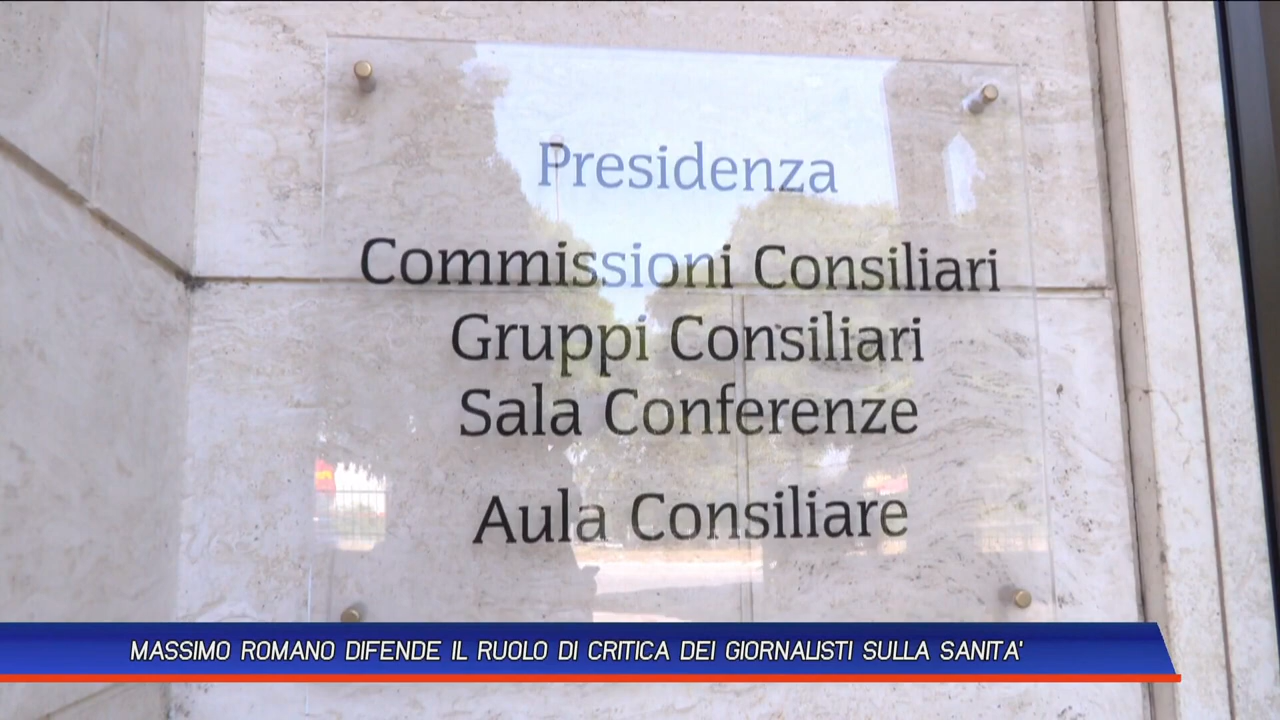 Presidenza
Commissioni Consiliari
Gruppi Consiliari
Sala Conferenze
Aula Consiliare
MASSIMO ROMANO DIFENDE IL RUOLO DI CRITICA DEI GIORNALISTI SULLA SANITA'